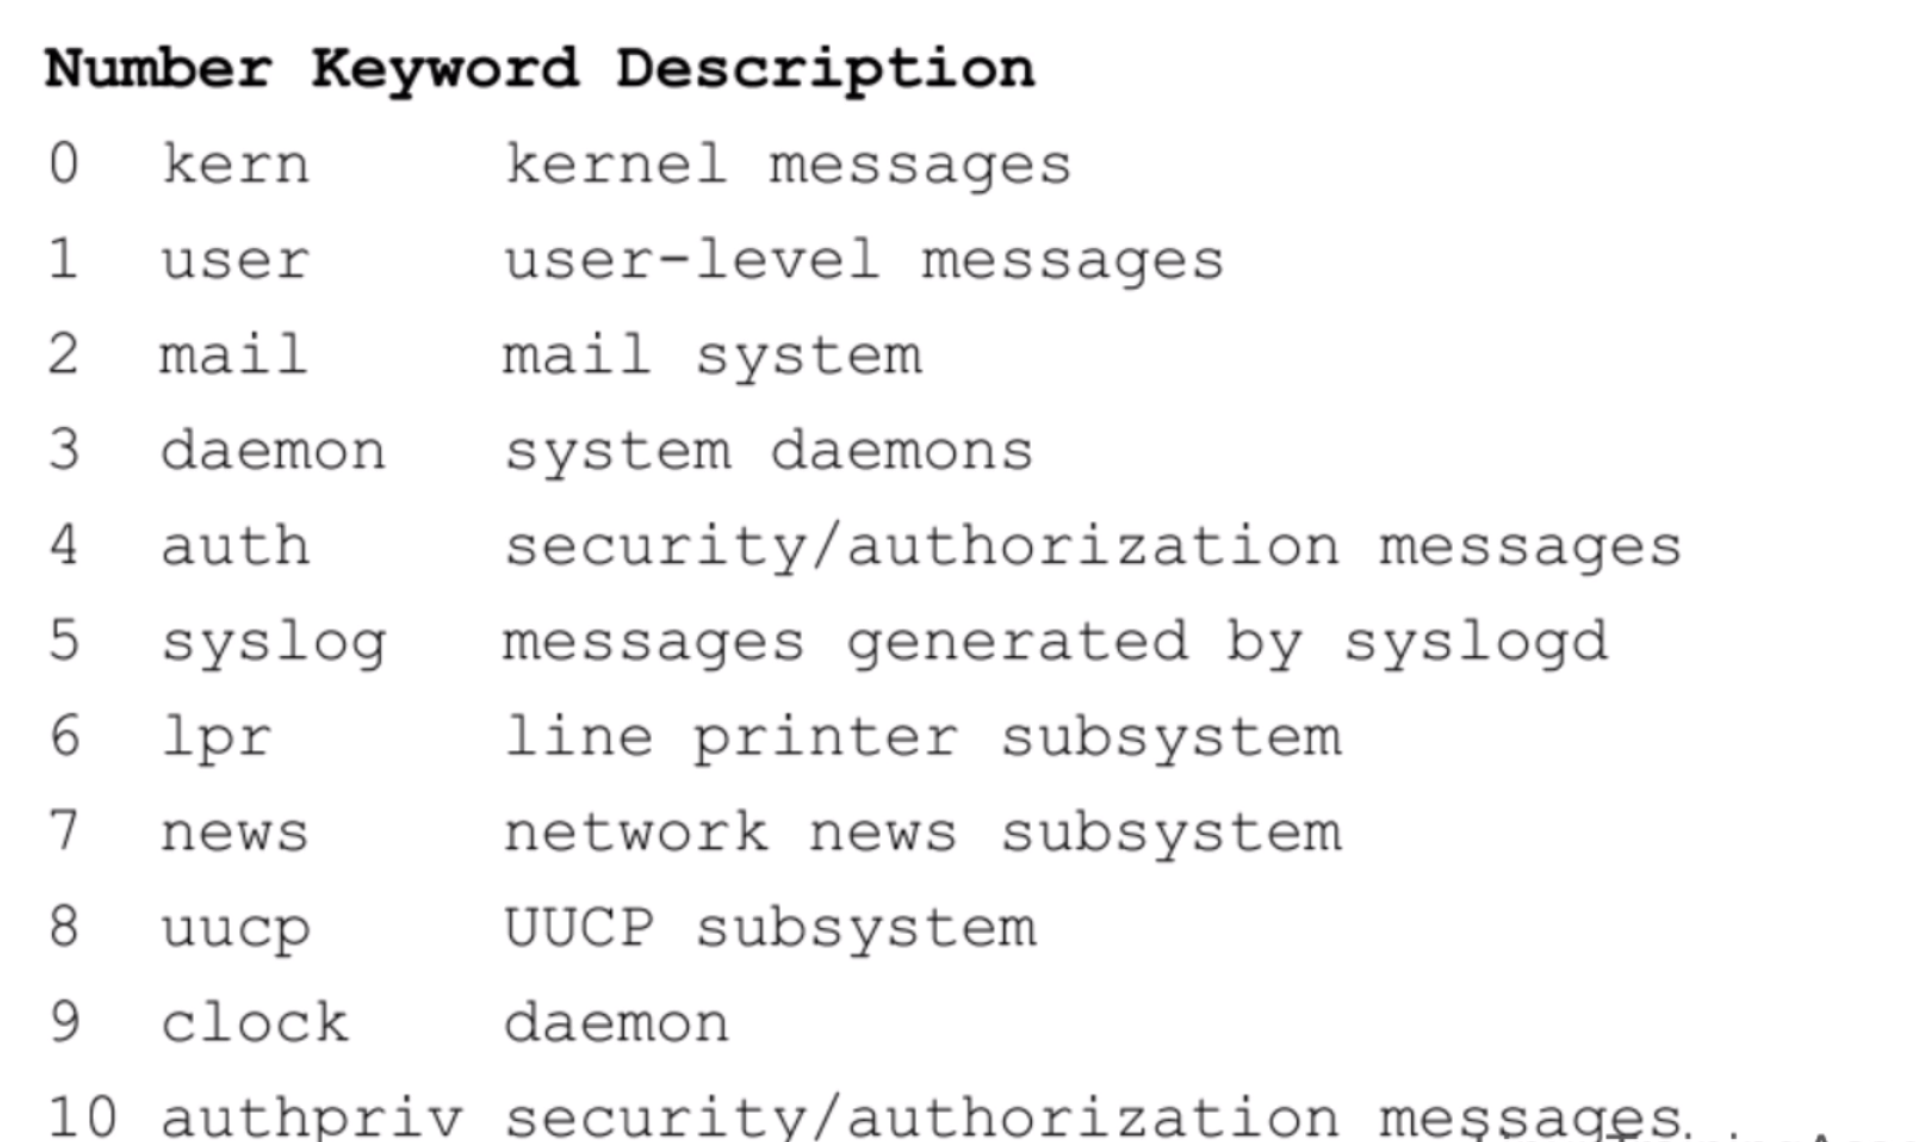 Number Keyword Description
0 kern kernel messages
1 user user-level messages
2 mail mail system
3 daemon system daemons
4 auth security/authorization messages
5 syslog messages generated by syslogd
6 lpr line printer subsystem
7 news network news subsystem
8 uucp UUCP subsystem
9 clock daemon
10 authpriv security/authorization messages